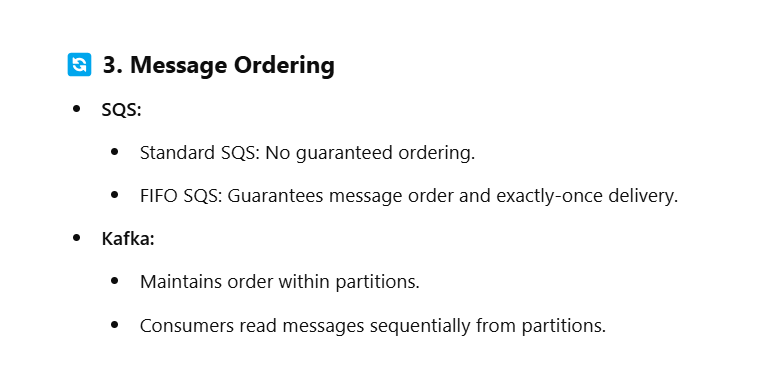 🔄 3. Message Ordering
• SQS:
• Standard SQS: No guaranteed ordering.
• FIFO SQS: Guarantees message order and exactly-once delivery.
• Kafka:
• Maintains order within partitions.
• Consumers read messages sequentially from partitions.